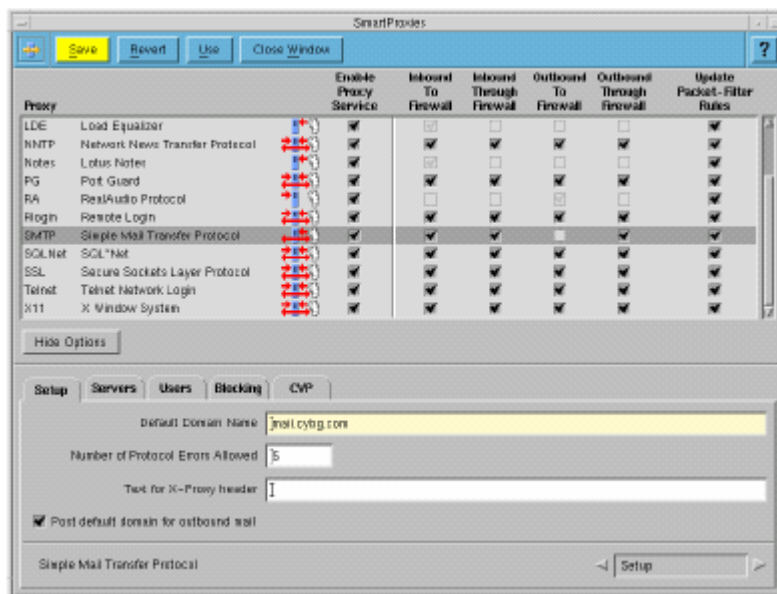 SmartProxies
Save Revert Use Close Window ?
Proxy Enable Proxy Service Inbound To Firewall Inbound Through Firewall Outbound To Firewall Outbound Through Firewall Update Packet-Filter Rules
LDE Load Equalizer
NNTP Network News Transfer Protocol
Notes Lotus Notes
PG Port Guard
RA RealAudio Protocol
Rlogin Remote Login
SMTP Simple Mail Transfer Protocol
SQLNet SQL*Net
SSL Secure Sockets Layer Protocol
Telnet Telnet Network Login
X11 X Window System
Hide Options
Setup Servers Users Blocking CVP
Default Domain Name mail.cybg.com
Number of Protocol Errors Allowed 5
Text for X-Proxy header
Post default domain for outbound mail
Simple Mail Transfer Protocol Setup